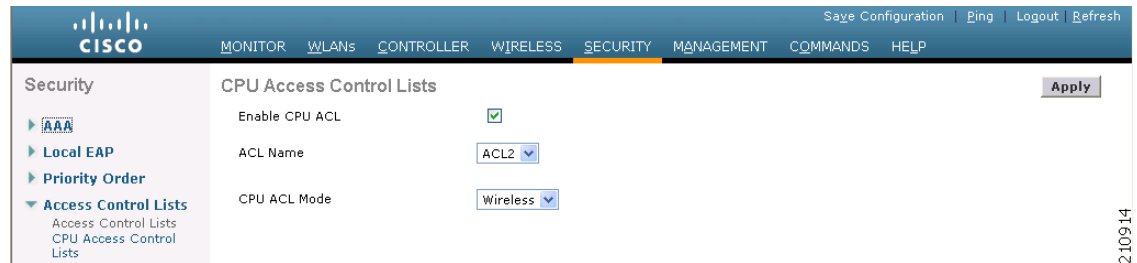 Save Configuration | Ping | Logout | Refresh
CISCO
MONITOR WLANs CONTROLLER WIRELESS SECURITY MANAGEMENT COMMANDS HELP
Security
AAA
Local EAP
Priority Order
Access Control Lists
Access Control Lists
CPU Access Control
Lists
CPU Access Control Lists
Apply
Enable CPU ACL
ACL Name
ACL2
CPU ACL Mode
Wireless
210914